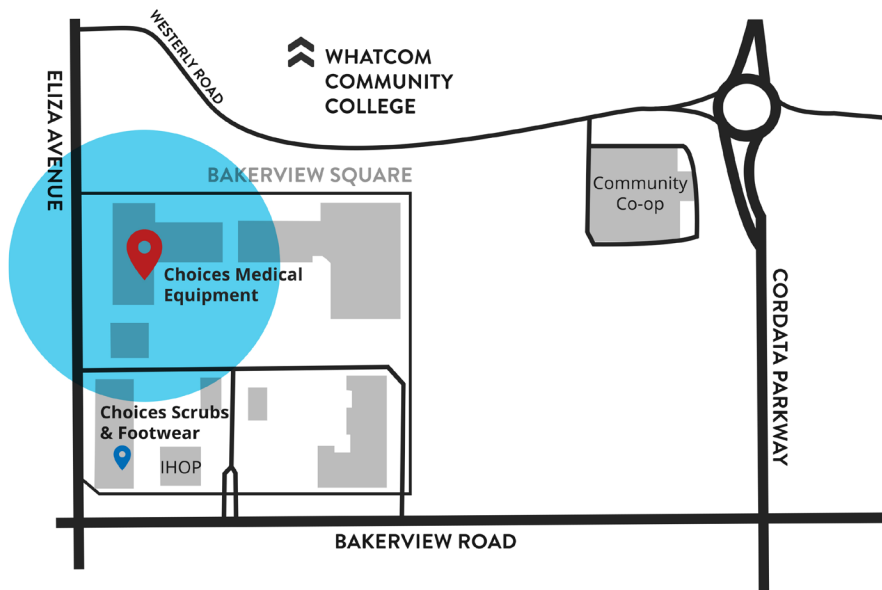 WESTERLY ROAD
WHATCOM
COMMUNITY
COLLEGE
ELIZA AVENUE
BAKERVIEW SQUARE
Community
Co-op
Choices Medical
Equipment
CORDATA PARKWAY
Choices Scrubs
& Footwear
IHOP
BAKERVIEW ROAD